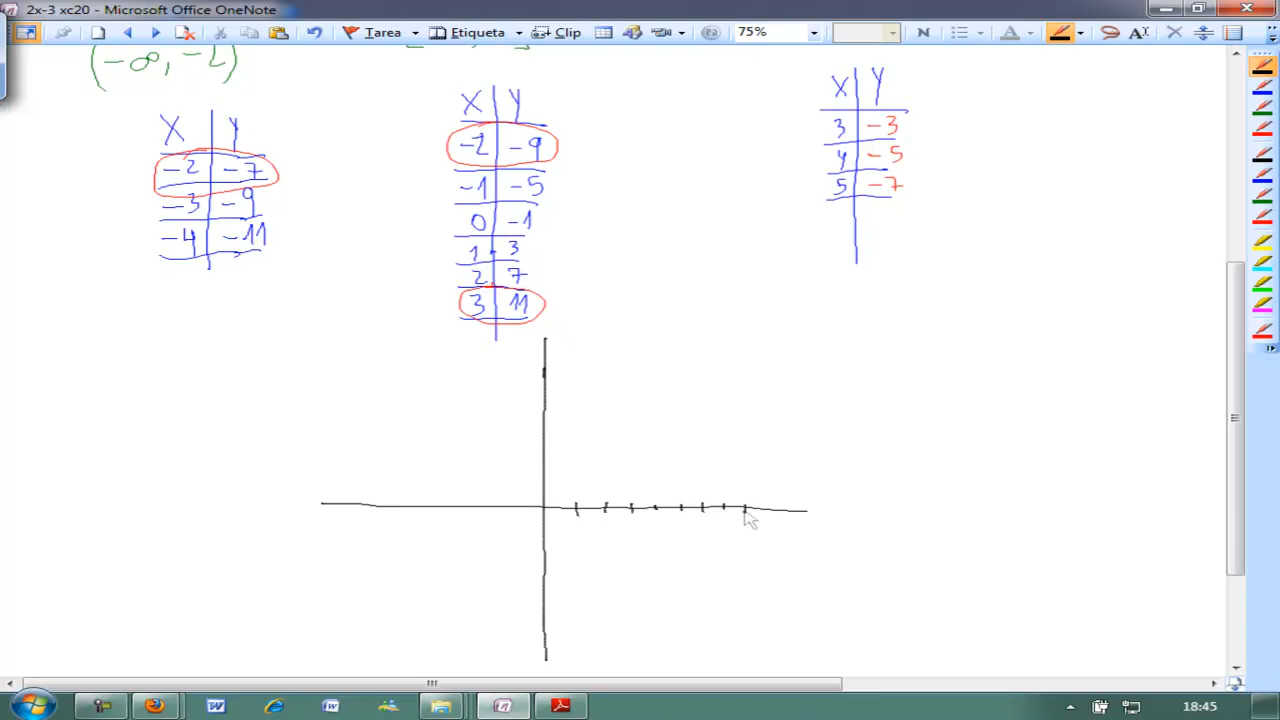 2x-3 xc20 - Microsoft Office OneNote
Tarea Etiqueta Clip 75% N A A
(-∞, -2)
X Y
-2 -7
-3 -9
-4 -11
X Y
-2 -9
-1 -5
0 -1
1 3
2 7
3 11
X Y
3 -3
4 -5
5 -7
18:45